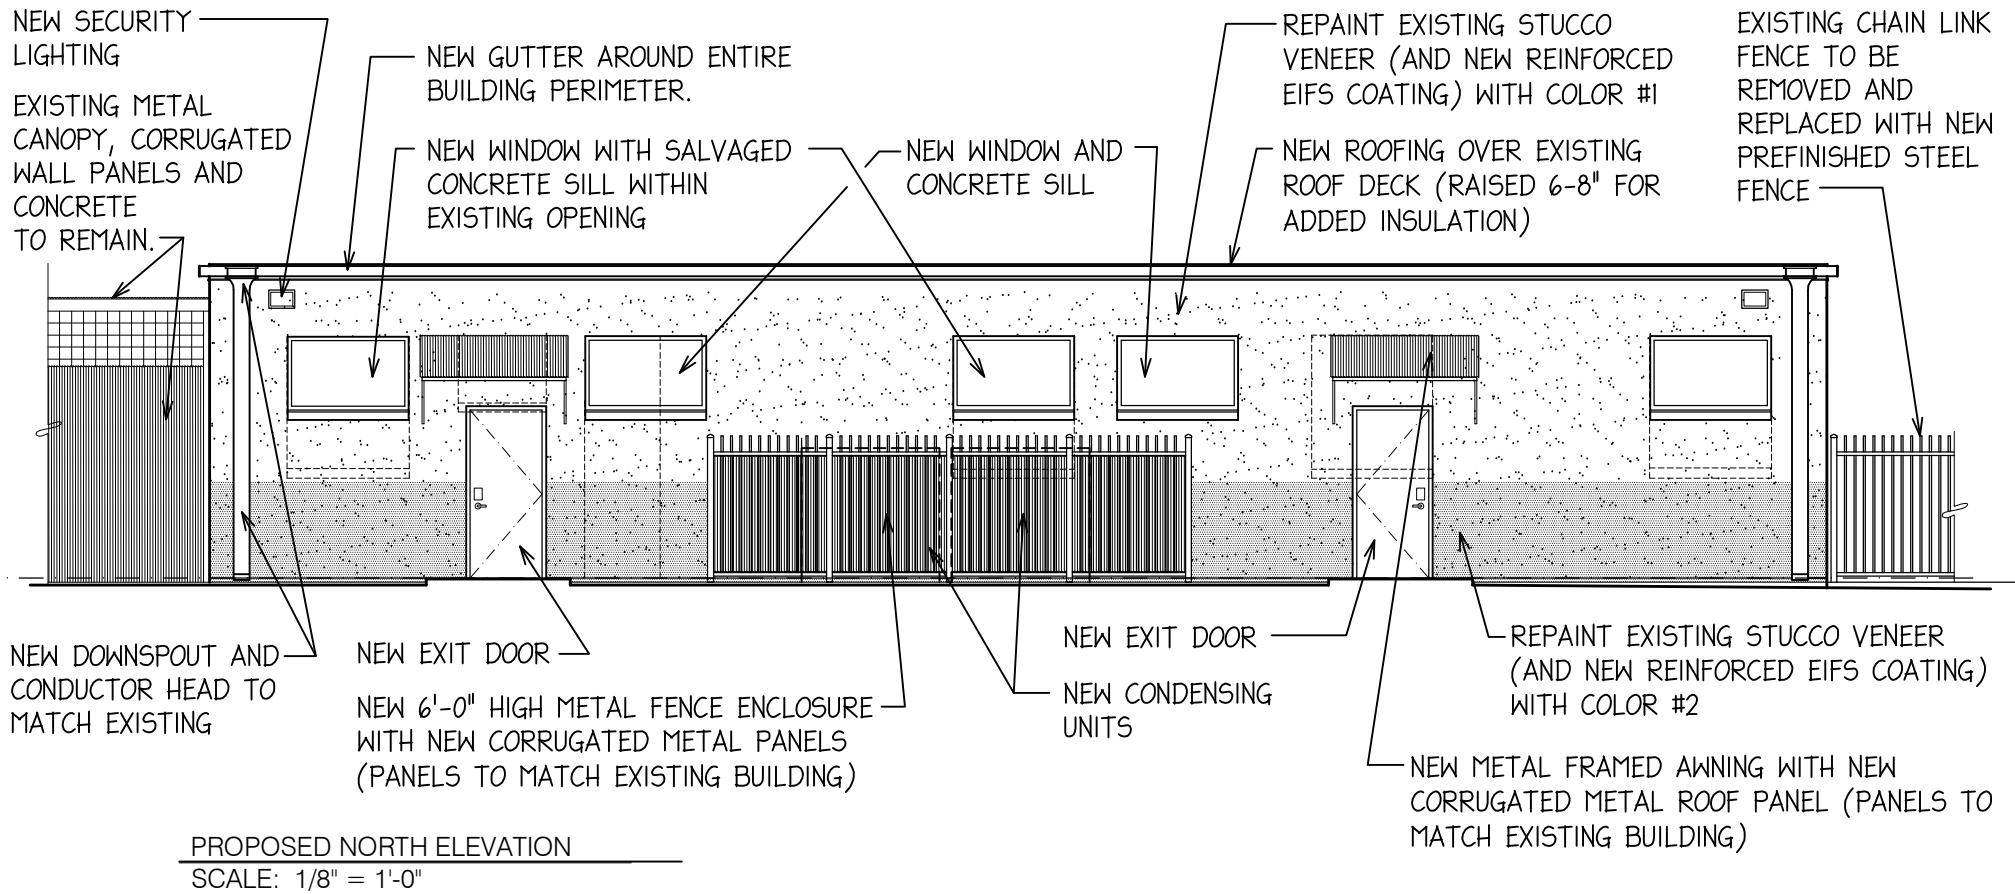 NEW SECURITY
LIGHTING
EXISTING METAL
CANOPY, CORRUGATED
WALL PANELS AND
CONCRETE
TO REMAIN.
NEW GUTTER AROUND ENTIRE
BUILDING PERIMETER.
NEW WINDOW WITH SALVAGED
CONCRETE SILL WITHIN
EXISTING OPENING
NEW WINDOW AND
CONCRETE SILL
REPAINT EXISTING STUCCO
VENEER (AND NEW REINFORCED
EIFS COATING) WITH COLOR #1
NEW ROOFING OVER EXISTING
ROOF DECK (RAISED 6-8" FOR
ADDED INSULATION)
EXISTING CHAIN LINK
FENCE TO BE
REMOVED AND
REPLACED WITH NEW
PREFINISHED STEEL
FENCE
NEW DOWNSPOUT AND
CONDUCTOR HEAD TO
MATCH EXISTING
NEW EXIT DOOR
NEW 6'-0" HIGH METAL FENCE ENCLOSURE
WITH NEW CORRUGATED METAL PANELS
(PANELS TO MATCH EXISTING BUILDING)
NEW EXIT DOOR
NEW CONDENSING
UNITS
REPAINT EXISTING STUCCO VENEER
(AND NEW REINFORCED EIFS COATING)
WITH COLOR #2
NEW METAL FRAMED AWNING WITH NEW
CORRUGATED METAL ROOF PANEL (PANELS TO
MATCH EXISTING BUILDING)
PROPOSED NORTH ELEVATION
SCALE: 1/8" = 1'-0"